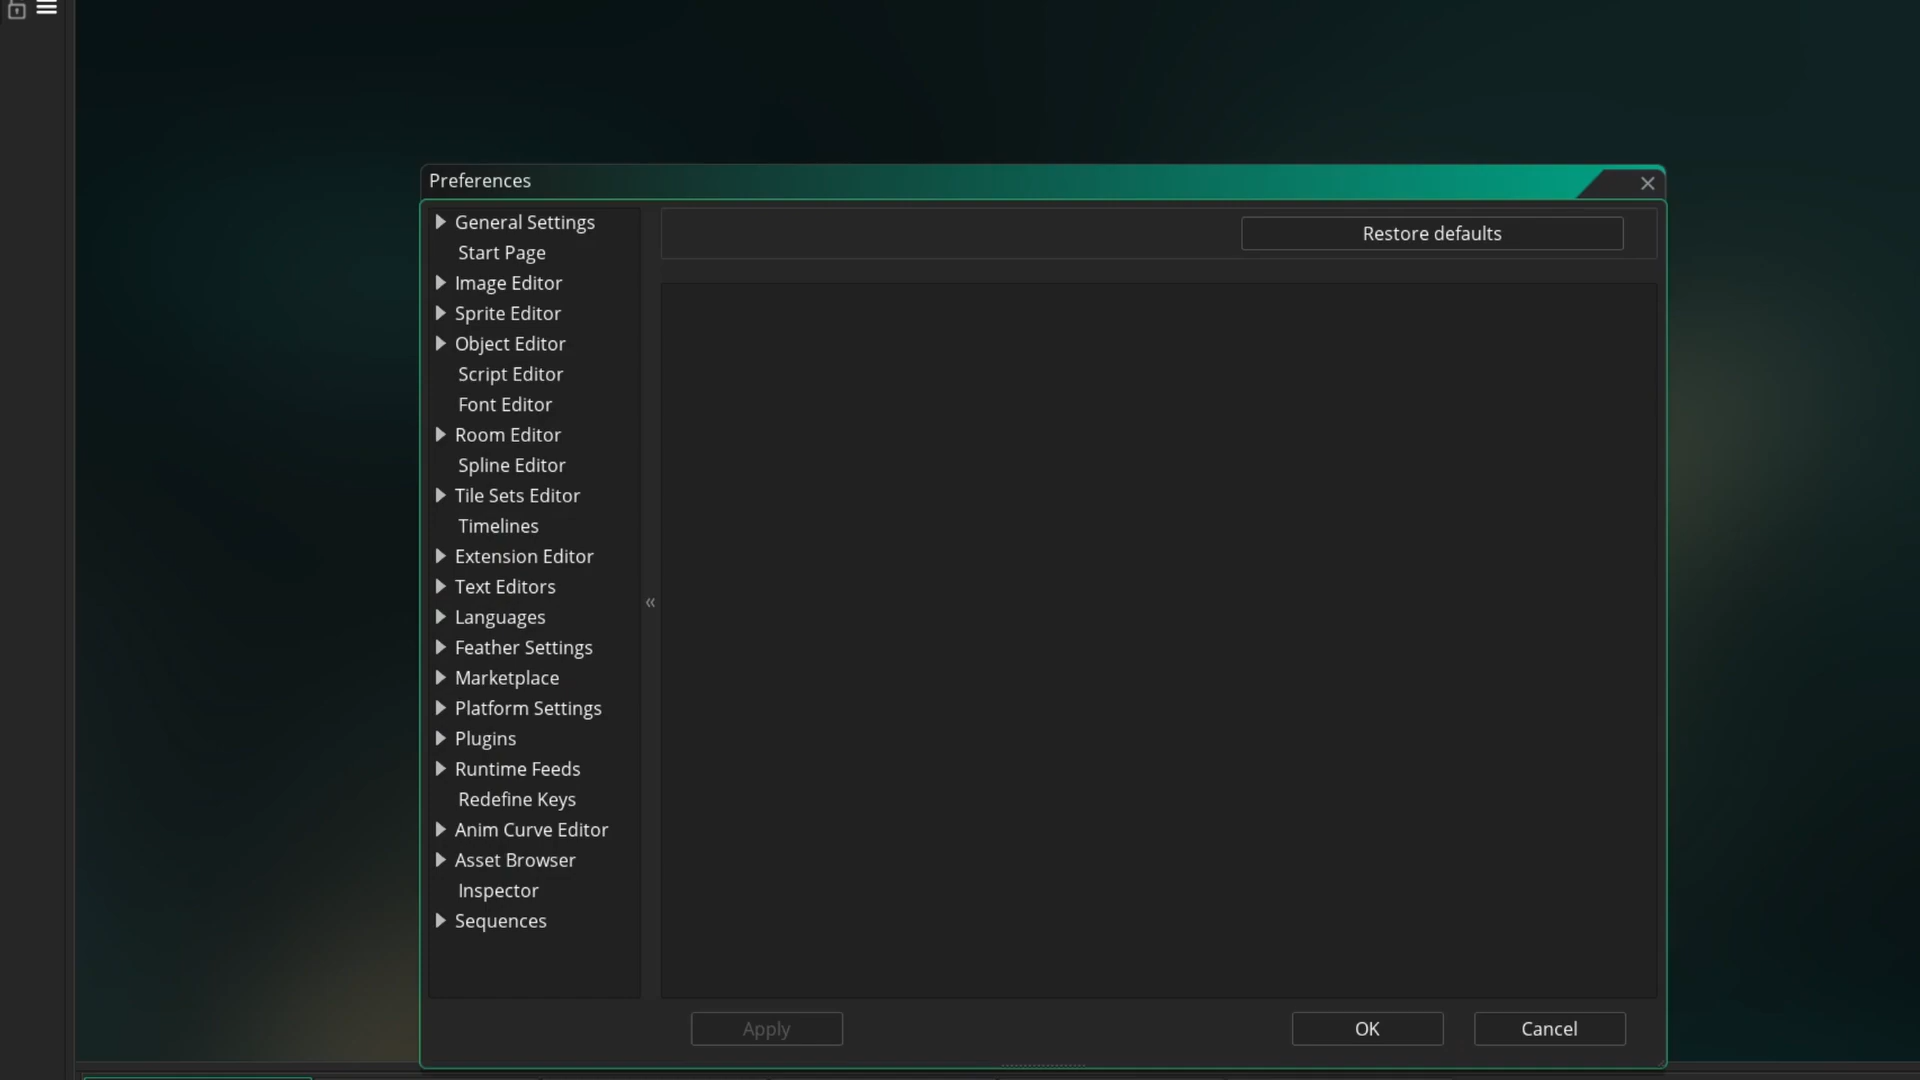 Preferences
General Settings
Start Page
Image Editor
Sprite Editor
Object Editor
Script Editor
Font Editor
Room Editor
Spline Editor
Tile Sets Editor
Timelines
Extension Editor
Text Editors
Languages
Feather Settings
Marketplace
Platform Settings
Plugins
Runtime Feeds
Redefine Keys
Anim Curve Editor
Asset Browser
Inspector
Sequences
Restore defaults
«
Apply
OK
Cancel